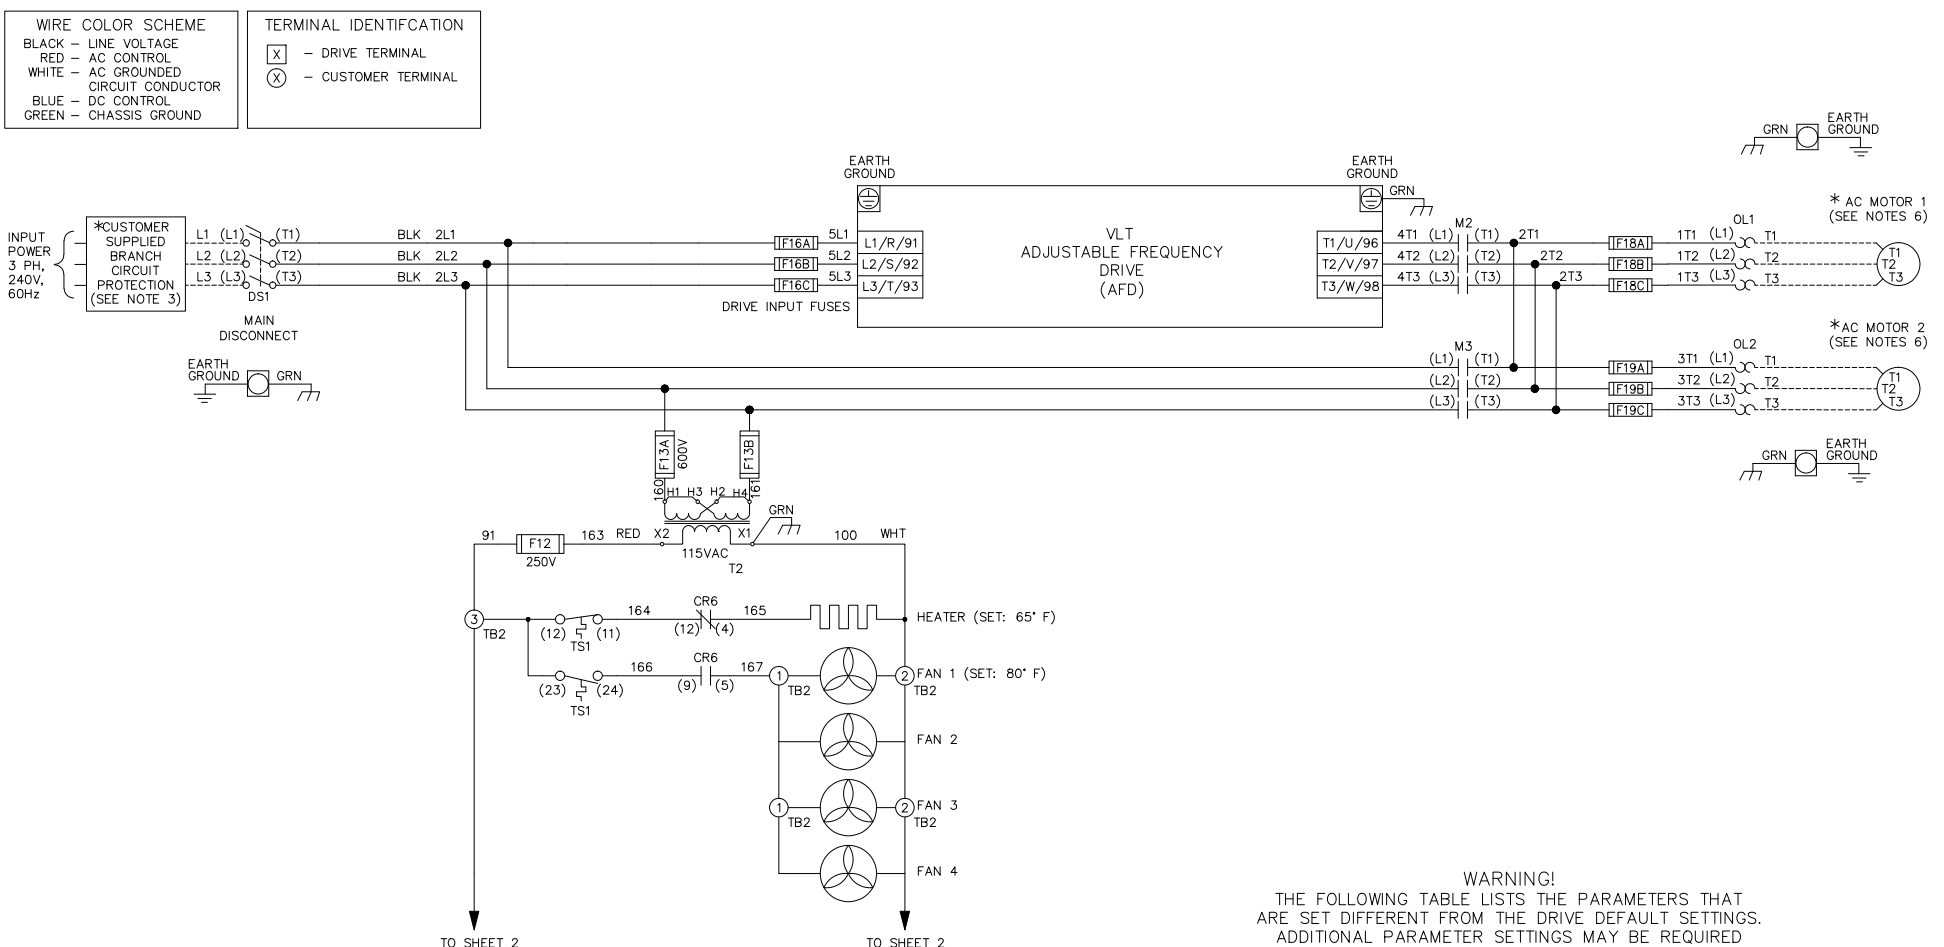 WIRE COLOR SCHEME
BLACK – LINE VOLTAGE
RED – AC CONTROL
WHITE – AC GROUNDED
CIRCUIT CONDUCTOR
BLUE – DC CONTROL
GREEN – CHASSIS GROUND
TERMINAL IDENTIFCATION
X – DRIVE TERMINAL
X – CUSTOMER TERMINAL
GRN
EARTH
GROUND
EARTH
GROUND
EARTH
GROUND
GRN
INPUT
POWER
3 PH,
240V,
60Hz
*CUSTOMER
SUPPLIED
BRANCH
CIRCUIT
PROTECTION
(SEE NOTE 3)
L1 (L1) (T1) BLK 2L1 F16A 5L1 L1/R/91
L2 (L2) (T2) BLK 2L2 F16B 5L2 L2/S/92
L3 (L3) (T3) BLK 2L3 F16C 5L3 L3/T/93
DS1
MAIN
DISCONNECT
DRIVE INPUT FUSES
VLT
ADJUSTABLE FREQUENCY
DRIVE
(AFD)
M2
OL1
* AC MOTOR 1
(SEE NOTES 6)
T1/U/96 4T1 (L1) (T1) 2T1 F18A 1T1 (L1) T1
T2/V/97 4T2 (L2) (T2) 2T2 F18B 1T2 (L2) T2
T3/W/98 4T3 (L3) (T3) 2T3 F18C 1T3 (L3) T3
T1
T2
T3
EARTH
GROUND GRN
M3
OL2
*AC MOTOR 2
(SEE NOTES 6)
(L1) (T1) F19A 3T1 (L1) T1
(L2) (T2) F19B 3T2 (L2) T2
(L3) (T3) F19C 3T3 (L3) T3
T1
T2
T3
GRN
EARTH
GROUND
F13A
600V
F13B
160
161
H1 H3 H2 H4
GRN
91 F12 163 RED X2 X1 100 WHT
250V
115VAC
T2
3
TB2
(12) (11)
TS1
164
CR6
(12) (4)
165
HEATER (SET: 65° F)
(23) (24)
TS1
166
CR6
(9) (5)
167
1
TB2
2
TB2
FAN 1 (SET: 80° F)
FAN 2
1
TB2
2
TB2
FAN 3
FAN 4
TO SHEET 2
TO SHEET 2
WARNING!
THE FOLLOWING TABLE LISTS THE PARAMETERS THAT
ARE SET DIFFERENT FROM THE DRIVE DEFAULT SETTINGS.
ADDITIONAL PARAMETER SETTINGS MAY BE REQUIRED